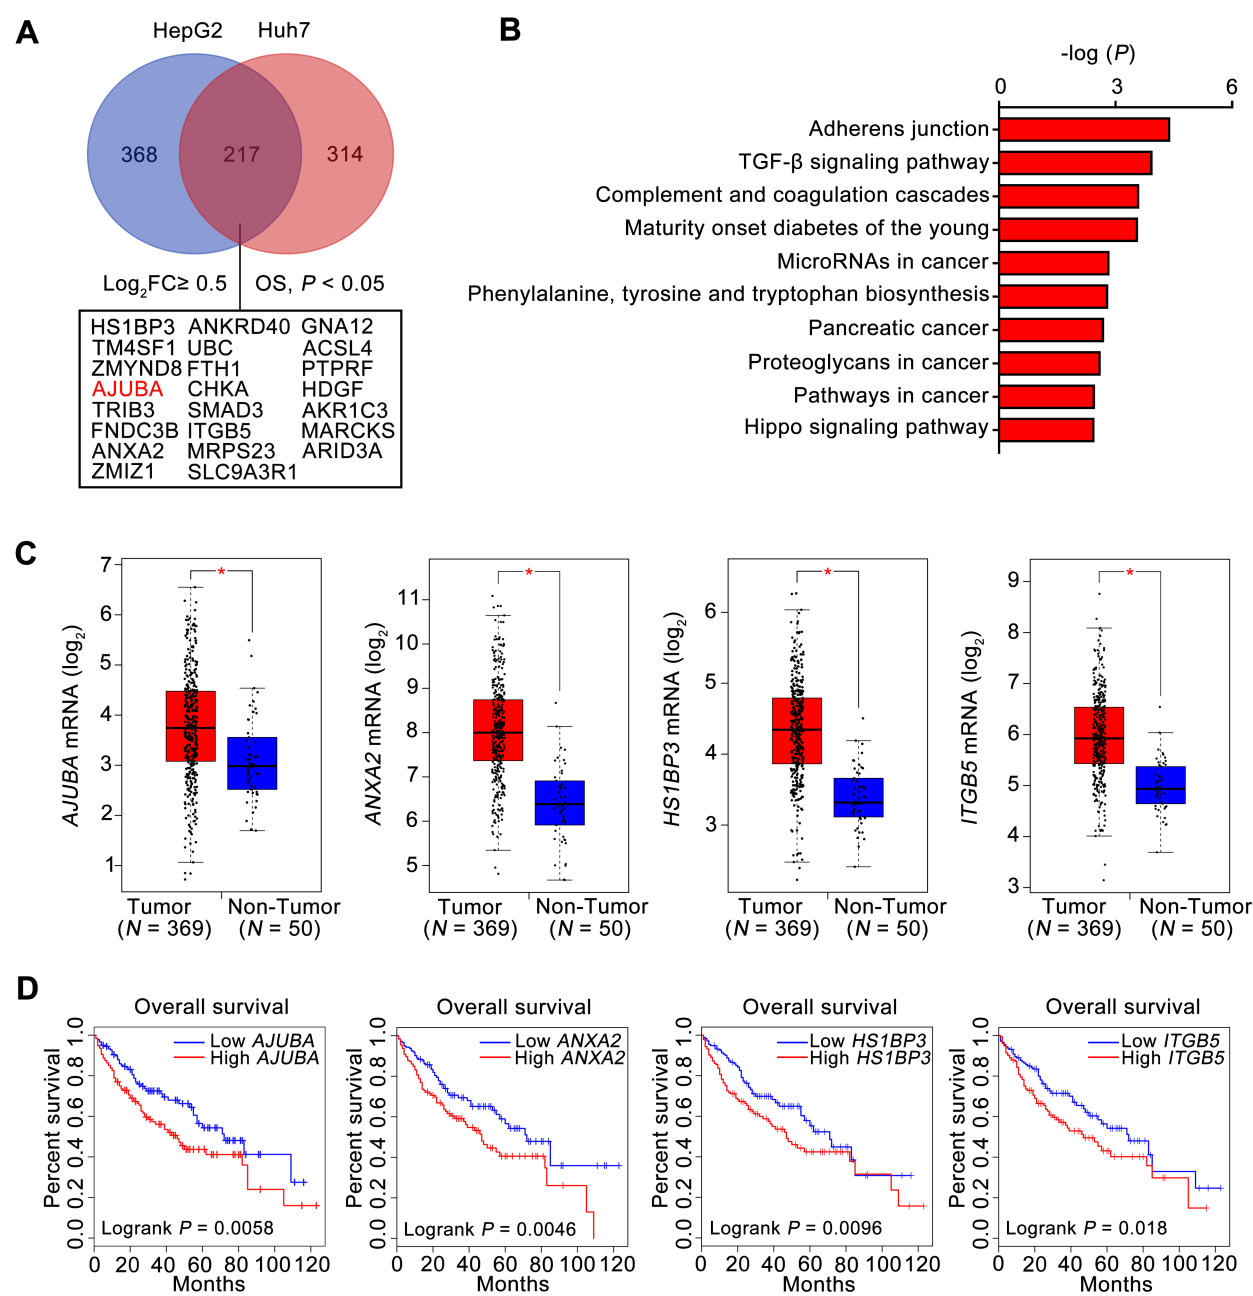 A
HepG2 Huh7
368 217 314
Log2FC≥ 0.5 OS, P < 0.05
HS1BP3 ANKRD40 GNA12
TM4SF1 UBC ACSL4
ZMYND8 FTH1 PTPRF
AJUBA CHKA HDGF
TRIB3 SMAD3 AKR1C3
FNDC3B ITGB5 MARCKS
ANXA2 MRPS23 ARID3A
ZMIZ1 SLC9A3R1
B
-log (P)
0 3 6
Adherens junction
TGF-β signaling pathway
Complement and coagulation cascades
Maturity onset diabetes of the young
MicroRNAs in cancer
Phenylalanine, tyrosine and tryptophan biosynthesis
Pancreatic cancer
Proteoglycans in cancer
Pathways in cancer
Hippo signaling pathway
C
AJUBA mRNA (log2)
7
6
5
4
3
2
1
*
Tumor Non-Tumor
(N = 369) (N = 50)
ANXA2 mRNA (log2)
11
10
9
8
7
6
5
*
Tumor Non-Tumor
(N = 369) (N = 50)
HS1BP3 mRNA (log2)
6
5
4
3
*
Tumor Non-Tumor
(N = 369) (N = 50)
ITGB5 mRNA (log2)
9
8
7
6
5
4
3
*
Tumor Non-Tumor
(N = 369) (N = 50)
D
Overall survival
Percent survival
1.0
0.8
0.6
0.4
0.2
0.0
Low AJUBA
High AJUBA
Logrank P = 0.0058
0 20 40 60 80 120
Months
Overall survival
Percent survival
1.0
0.8
0.6
0.4
0.2
0.0
Low ANXA2
High ANXA2
Logrank P = 0.0046
0 20 40 60 80 120
Months
Overall survival
Percent survival
1.0
0.8
0.6
0.4
0.2
0.0
Low HS1BP3
High HS1BP3
Logrank P = 0.0096
0 20 40 60 80 120
Months
Overall survival
Percent survival
1.0
0.8
0.6
0.4
0.2
0.0
Low ITGB5
High ITGB5
Logrank P = 0.018
0 20 40 60 80 120
Months